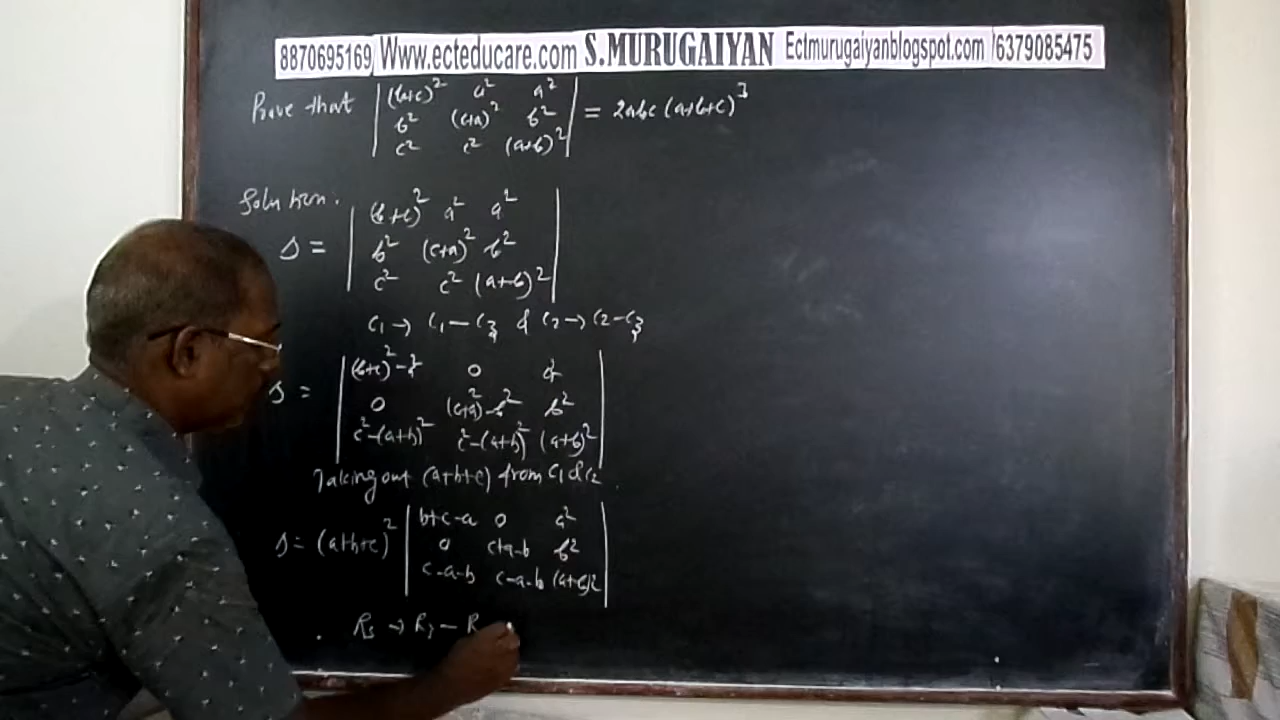 8870695169 Www.ecteducare.com S.MURUGAIYAN Ectmurugaiyanblogspot.com /6379085475
Prove that | (b+c)² a² a² | = 2abc (a+b+c)³
b² (c+a)² b²
c² c² (a+b)²
Solution:
Δ = | (b+c)² a² a² |
b² (c+a)² b²
c² c² (a+b)²
C₁ → C₁ − C₃ & C₂ → C₂ − C₃
Δ = | (b+c)² − a² 0 a² |
0 (c+a)² − b² b²
c² − (a+b)² c² − (a+b)² (a+b)²
Taking out (a+b+c) from C₁ & C₂.
Δ = (a+b+c)² | b+c−a 0 a² |
0 c+a−b b²
c−a−b c−a−b (a+b)²
R₃ → R₃ − R